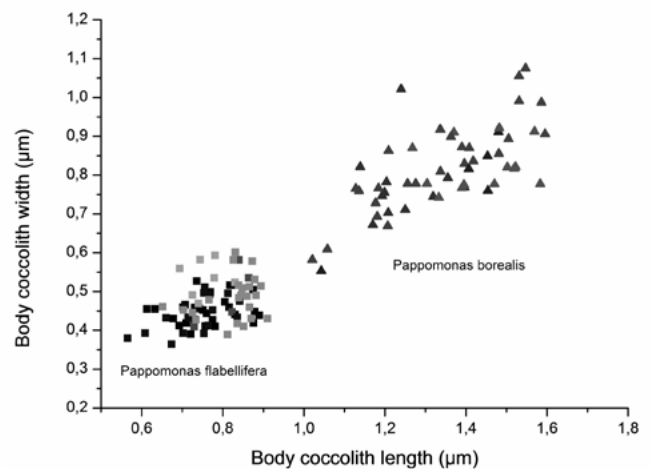 1,2
1,1
1,0
0,9
0,8
0,7
0,6
0,5
0,4
0,3
0,2
Body coccolith width (µm)
Pappomonas borealis
Pappomonas flabellifera
0,6 0,8 1,0 1,2 1,4 1,6 1,8
Body coccolith length (µm)